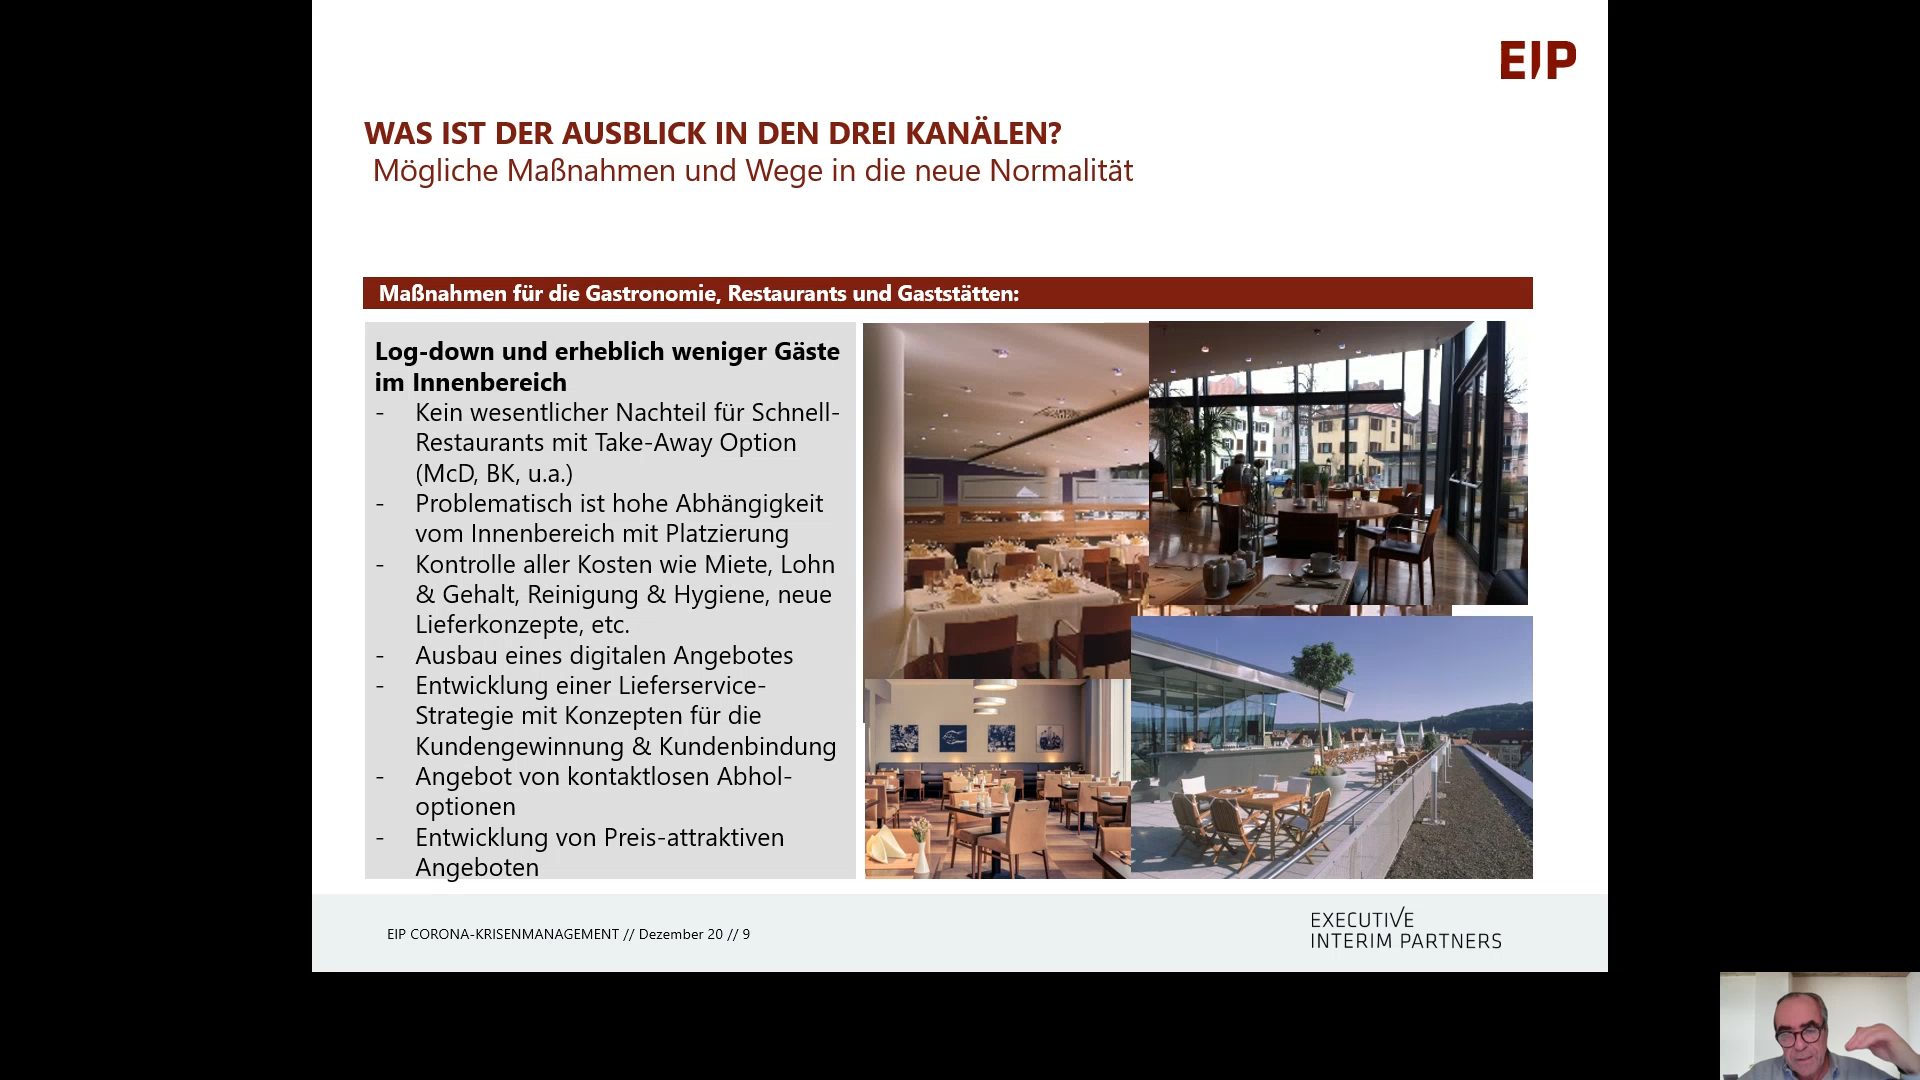 EIP
WAS IST DER AUSBLICK IN DEN DREI KANÄLEN?
Mögliche Maßnahmen und Wege in die neue Normalität
Maßnahmen für die Gastronomie, Restaurants und Gaststätten:
Log-down und erheblich weniger Gäste
im Innenbereich
- Kein wesentlicher Nachteil für Schnell-
Restaurants mit Take-Away Option
(McD, BK, u.a.)
- Problematisch ist hohe Abhängigkeit
vom Innenbereich mit Platzierung
- Kontrolle aller Kosten wie Miete, Lohn
& Gehalt, Reinigung & Hygiene, neue
Lieferkonzepte, etc.
- Ausbau eines digitalen Angebotes
- Entwicklung einer Lieferservice-
Strategie mit Konzepten für die
Kundengewinnung & Kundenbindung
- Angebot von kontaktlosen Abhol-
optionen
- Entwicklung von Preis-attraktiven
Angeboten
EIP CORONA-KRISENMANAGEMENT // Dezember 20 // 9
EXECUTIVE
INTERIM PARTNERS